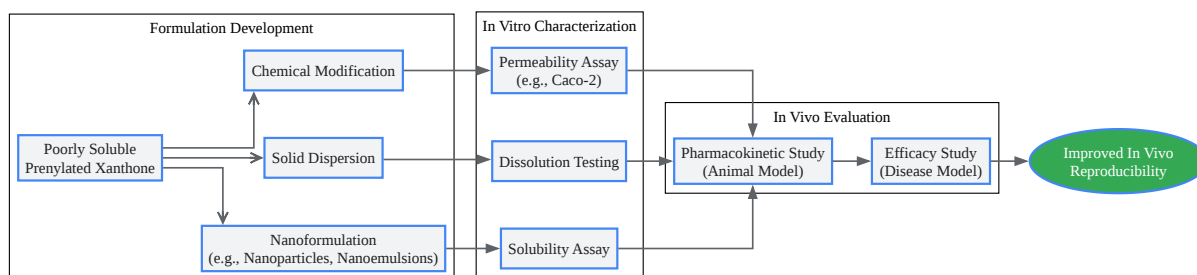 Formulation Development
Poorly Soluble
Prenylated Xanthone
Chemical Modification
Solid Dispersion
Nanoformulation
(e.g., Nanoparticles, Nanoemulsions)
In Vitro Characterization
Permeability Assay
(e.g., Caco-2)
Dissolution Testing
Solubility Assay
In Vivo Evaluation
Pharmacokinetic Study
(Animal Model)
Efficacy Study
(Disease Model)
Improved In Vivo
Reproducibility